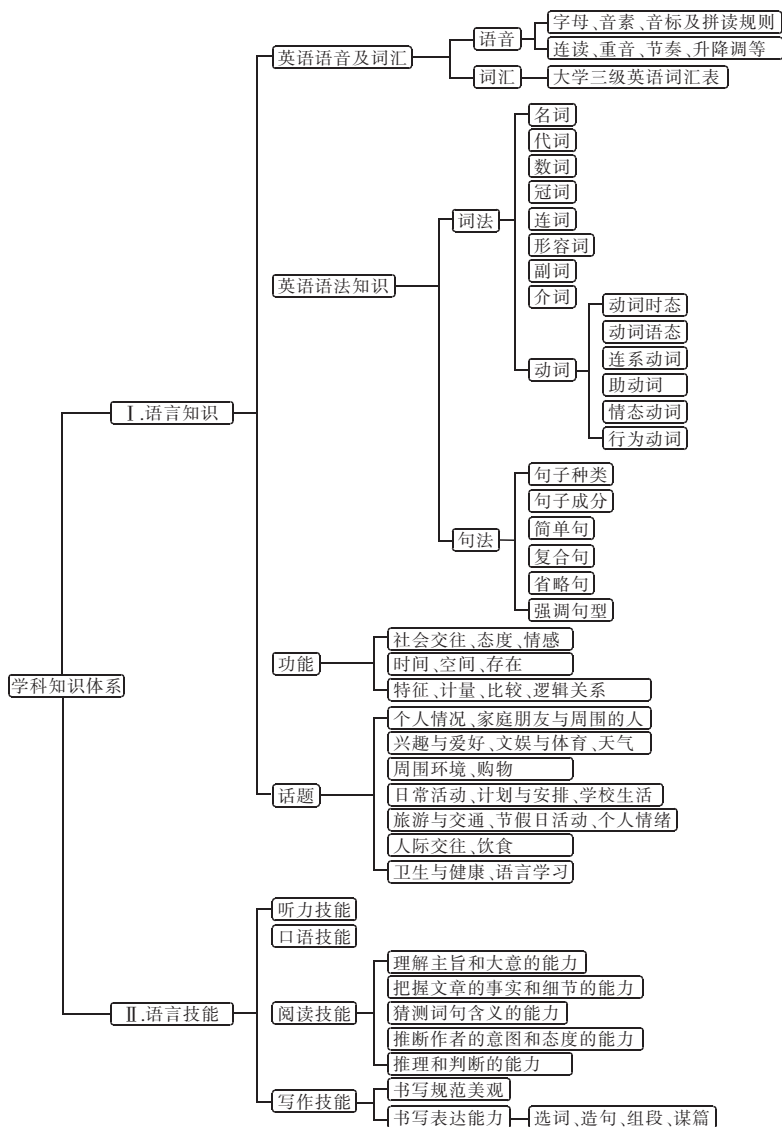 字母、音素、音标及拼读规则
语音
连读、重音、节奏、升降调等
英语语音及词汇
词汇
大学三级英语词汇表
名词
代词
数词
冠词
词法
连词
形容词
副词
英语语法知识
介词
动词时态
动词语态
连系动词
动词
助动词
情态动词
Ⅰ.语言知识
行为动词
句子种类
句子成分
简单句
句法
复合句
省略句
强调句型
社会交往、态度、情感
功能
时间、空间、存在
学科知识体系
特征、计量、比较、逻辑关系
个人情况、家庭朋友与周围的人
兴趣与爱好、文娱与体育、天气
周围环境、购物
话题
日常活动、计划与安排、学校生活
旅游与交通、节假日活动、个人情绪
人际交往、饮食
卫生与健康、语言学习
听力技能
口语技能
理解主旨和大意的能力
把握文章的事实和细节的能力
Ⅱ.语言技能
阅读技能
猜测词句含义的能力
推断作者的意图和态度的能力
推理和判断的能力
书写规范美观
写作技能
书写表达能力
选词、造句、组段、谋篇